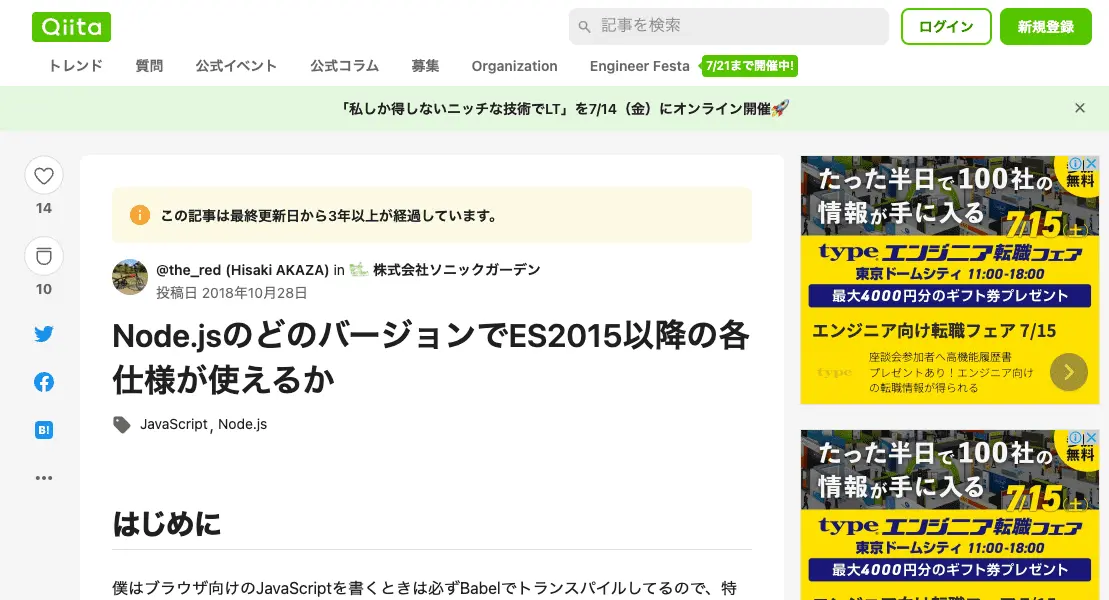 Qiita
記事を検索
ログイン
新規登録
トレンド 質問 公式イベント 公式コラム 募集 Organization Engineer Festa 7/21まで開催中!
「私しか得しないニッチな技術でLT」を7/14（金）にオンライン開催🚀
14
10
B!
この記事は最終更新日から3年以上が経過しています。
@the_red (Hisaki AKAZA) in 株式会社ソニックガーデン
投稿日 2018年10月28日
Node.jsのどのバージョンでES2015以降の各
仕様が使えるか
JavaScript, Node.js
はじめに
僕はブラウザ向けのJavaScriptを書くときは必ずBabelでトランスパイルしてるので、特
たった半日で100社の
情報が手に入る
無料
7/15(土)
type エンジニア転職フェア
東京ドームシティ 11:00-18:00
最大4000円分のギフト券プレゼント
エンジニア向け転職フェア 7/15
type
座談会参加者へ高機能履歴書
プレゼントあり！エンジニア向け
の転職情報が得られる
たった半日で100社の
情報が手に入る
無料
7/15(土)
type エンジニア転職フェア
東京ドームシティ 11:00-18:00
最大4000円分のギフト券プレゼント